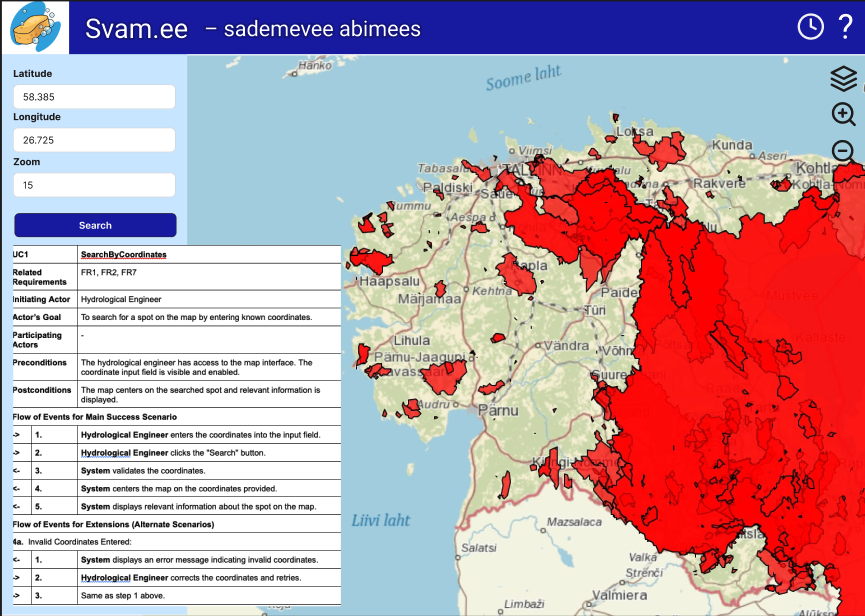 Svam.ee – sademevee abimees
?
Latitude
58.385
Longitude
26.725
Zoom
15
Search
UC1 SearchByCoordinates
Related Requirements FR1, FR2, FR7
Initiating Actor Hydrological Engineer
Actor's Goal To search for a spot on the map by entering known coordinates.
Participating Actors -
Preconditions The hydrological engineer has access to the map interface. The
coordinate input field is visible and enabled.
Postconditions The map centers on the searched spot and relevant information is
displayed.
Flow of Events for Main Success Scenario
-> 1. Hydrological Engineer enters the coordinates into the input field.
-> 2. Hydrological Engineer clicks the "Search" button.
<- 3. System validates the coordinates.
<- 4. System centers the map on the coordinates provided.
<- 5. System displays relevant information about the spot on the map.
Flow of Events for Extensions (Alternate Scenarios)
4a. Invalid Coordinates Entered:
<- 1. System displays an error message indicating invalid coordinates.
-> 2. Hydrological Engineer corrects the coordinates and retries.
-> 3. Same as step 1 above.
Hanko
Soome laht
Loksa
Viimsi
Kunda
Aseri
Tabasalu
TALLINN
Kohtla
Kohtla-Nõmme
Paldiski
Saue
Rakvere
Aespa
Haapsalu
Kehtna
Märjamaa
Paide
Türi
Lihula
Vändra
Võhm
Pärnu-Jaagupi
Suure
Audru
Pärnu
Mustvee
Liivi laht
Mazsalaca
Salatsi
Valka
Strenči
Valmiera
Limbaži